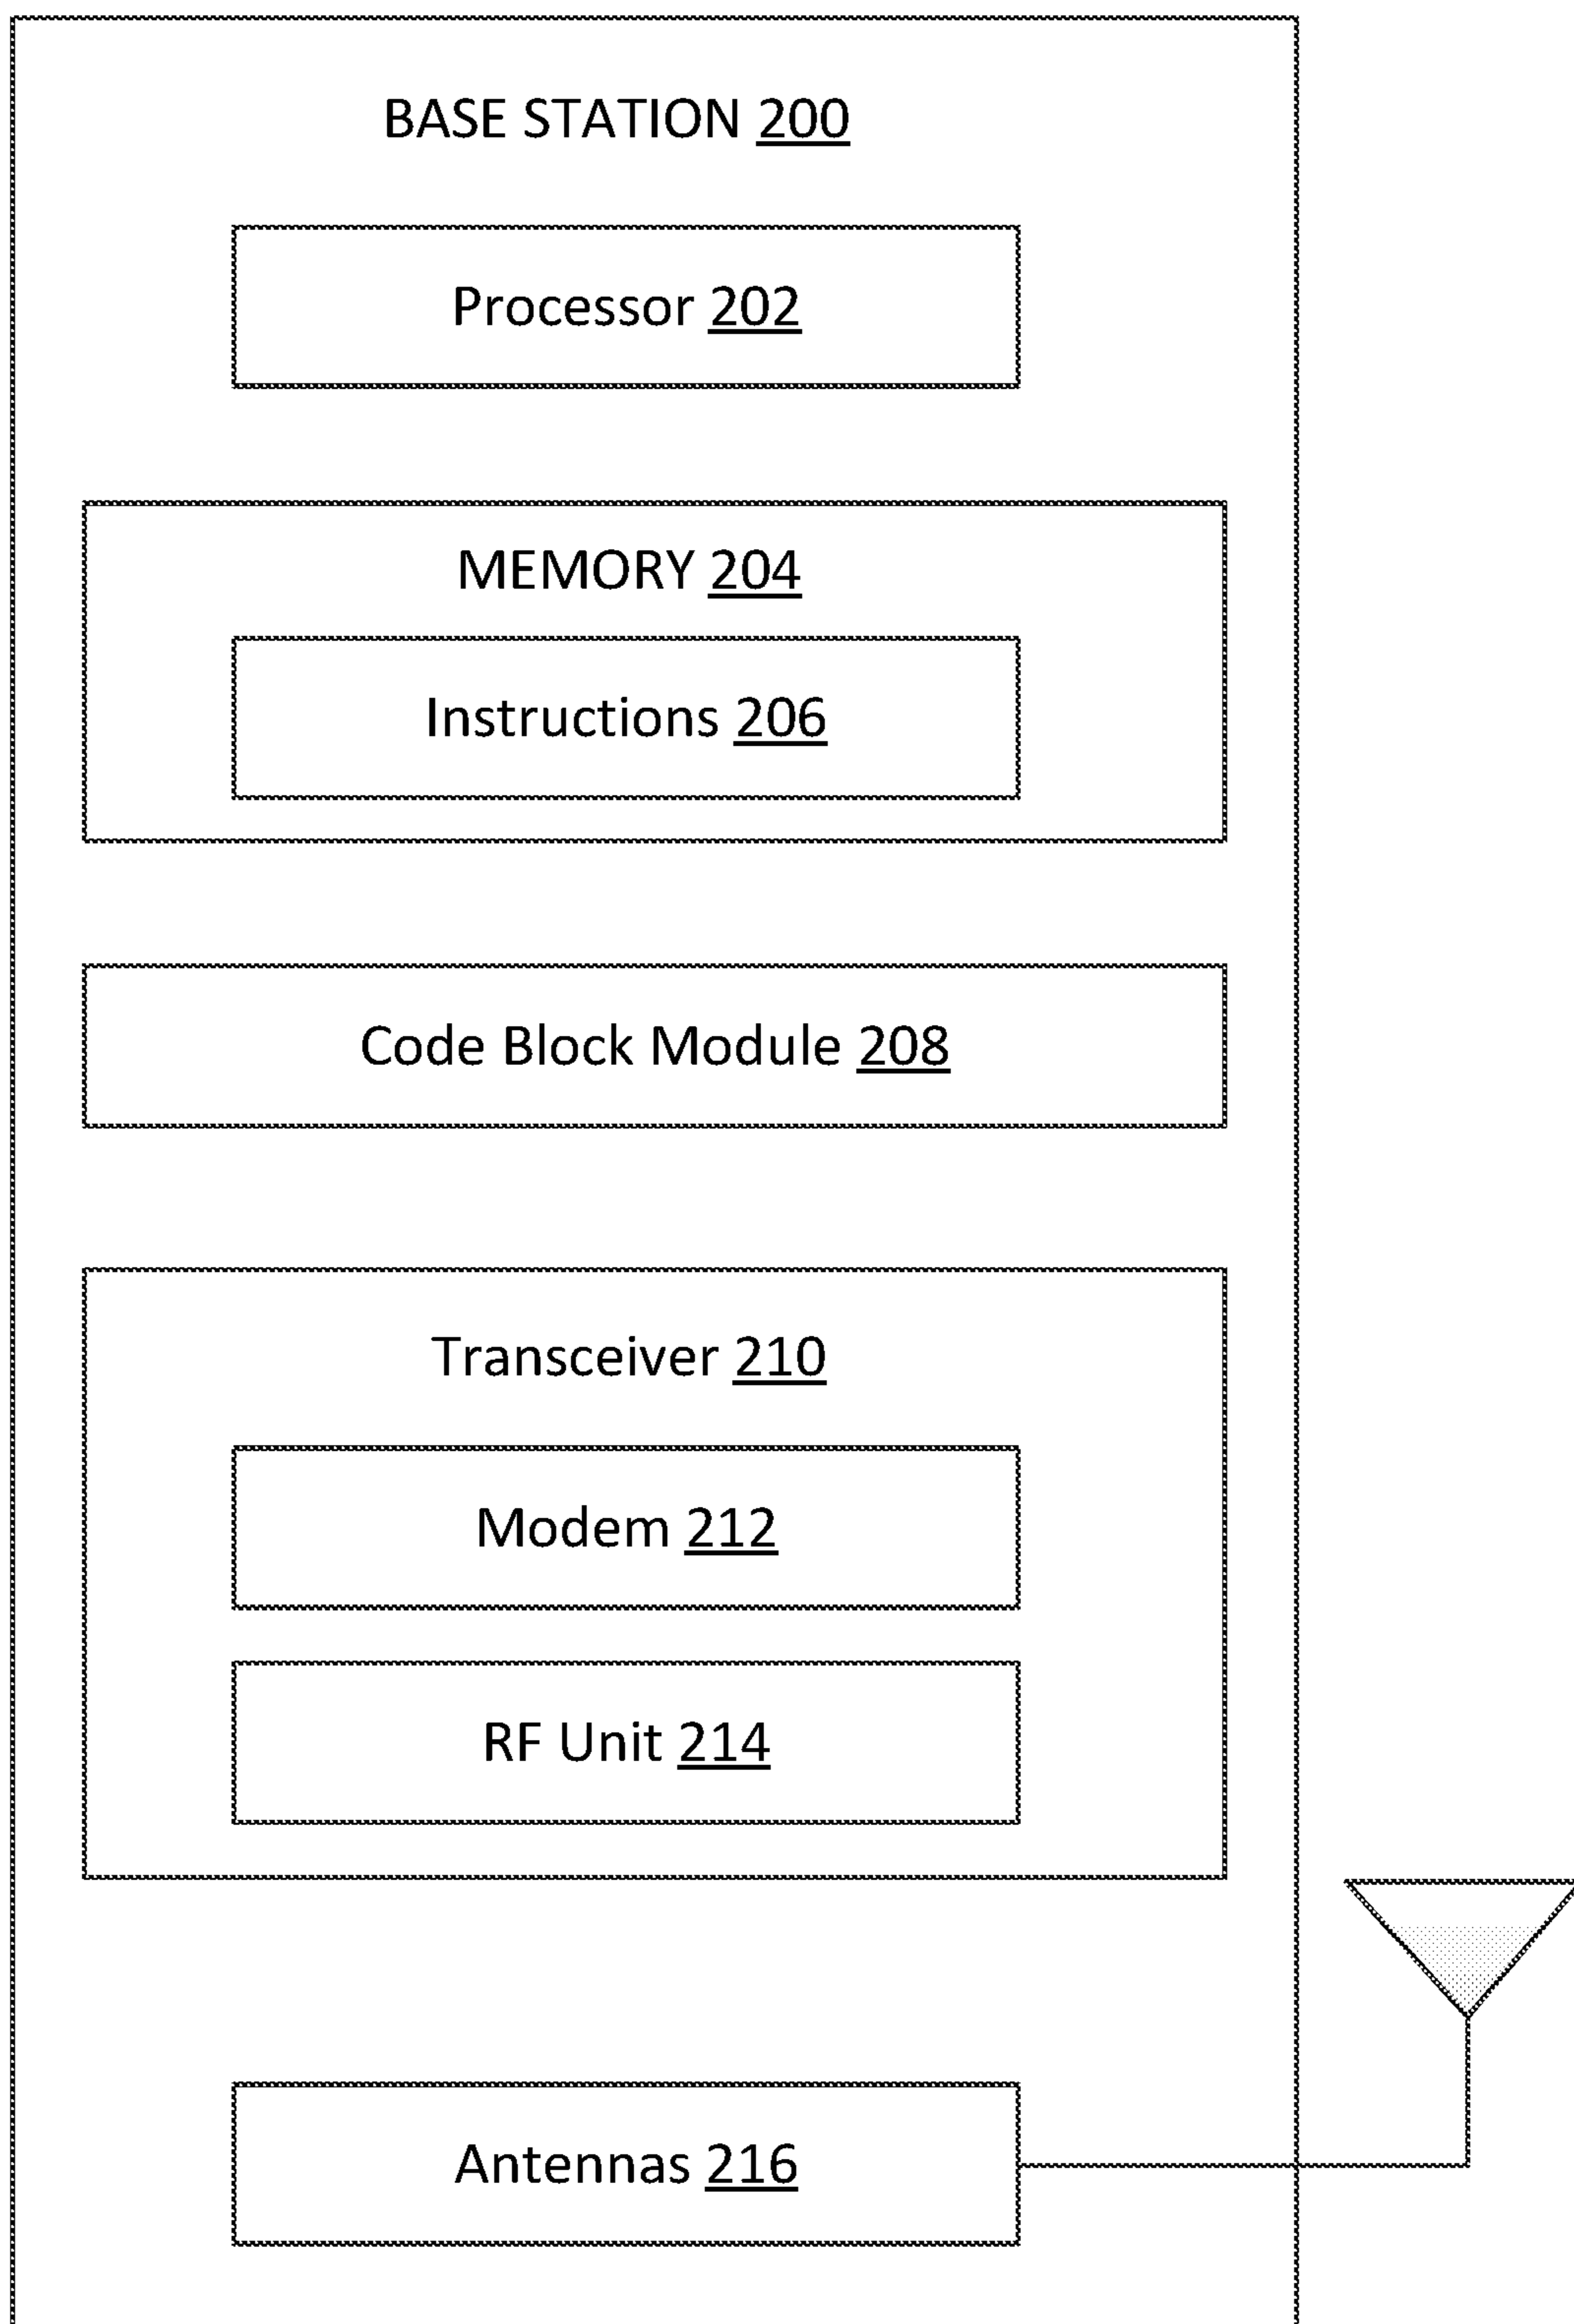 BASE STATION 200
Processor 202
MEMORY 204
Instructions 206
Code Block Module 208
Transceiver 210
Modem 212
RF Unit 214
Antennas 216